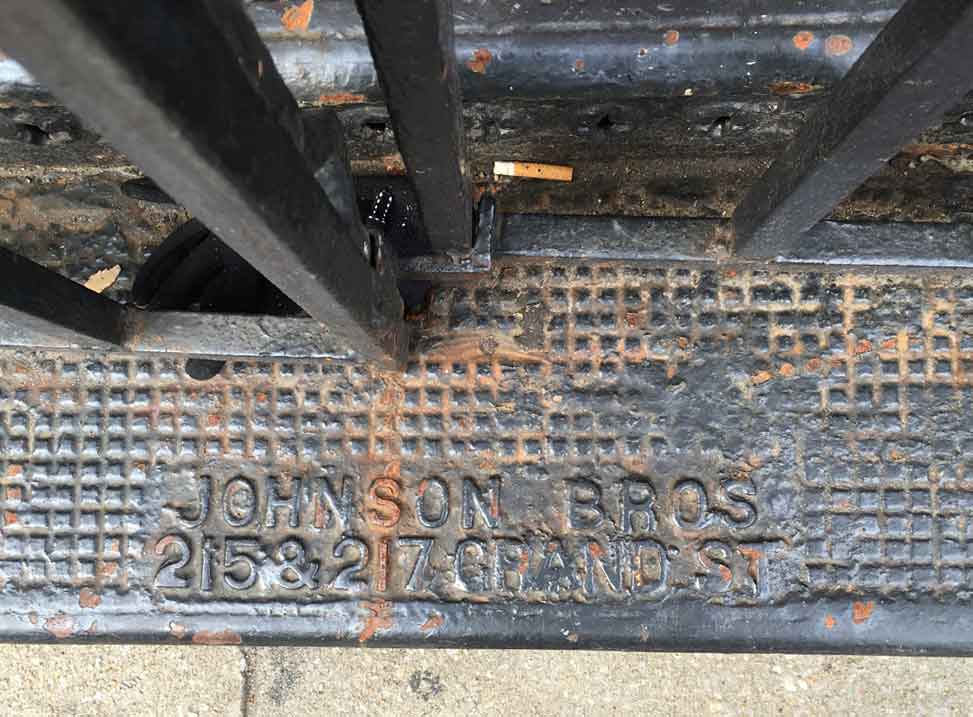 JOHNSON BROS
215 & 217 GRAND ST